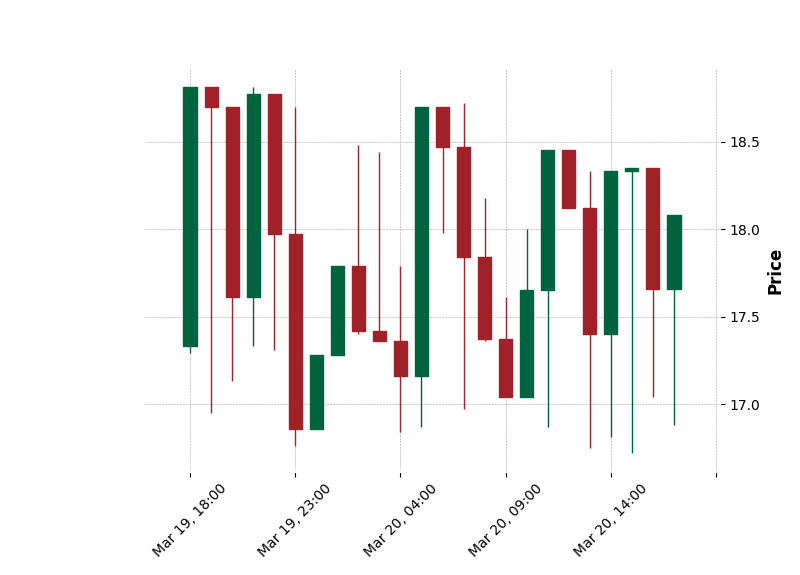 18.5
18.0
17.5
17.0
Price
Mar 19, 18:00
Mar 19, 23:00
Mar 20, 04:00
Mar 20, 09:00
Mar 20, 14:00